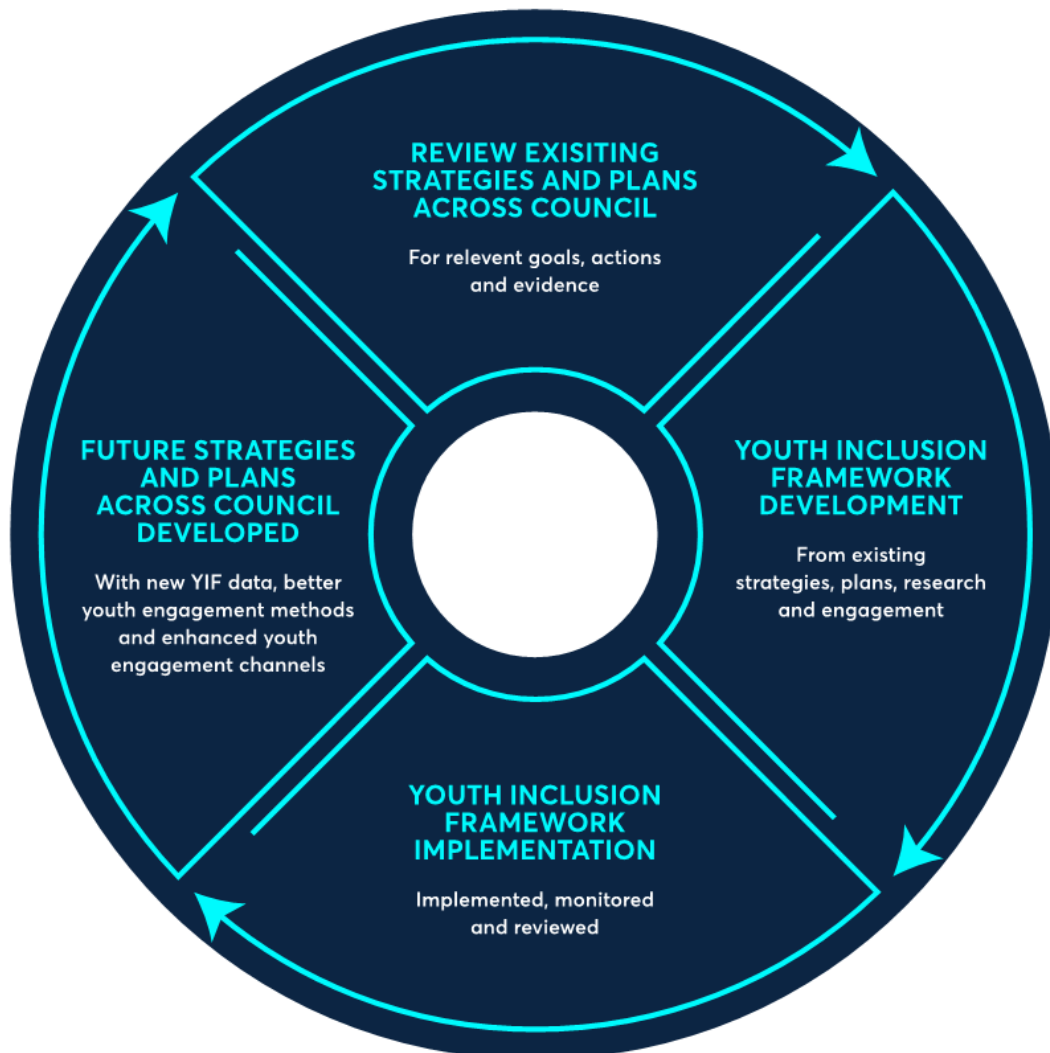 REVIEW EXISITING
STRATEGIES AND PLANS
ACROSS COUNCIL
For relevent goals, actions
and evidence
YOUTH INCLUSION
FRAMEWORK
DEVELOPMENT
From existing
strategies, plans, research
and engagement
YOUTH INCLUSION
FRAMEWORK
IMPLEMENTATION
Implemented, monitored
and reviewed
FUTURE STRATEGIES
AND PLANS
ACROSS COUNCIL
DEVELOPED
With new YIF data, better
youth engagement methods
and enhanced youth
engagement channels